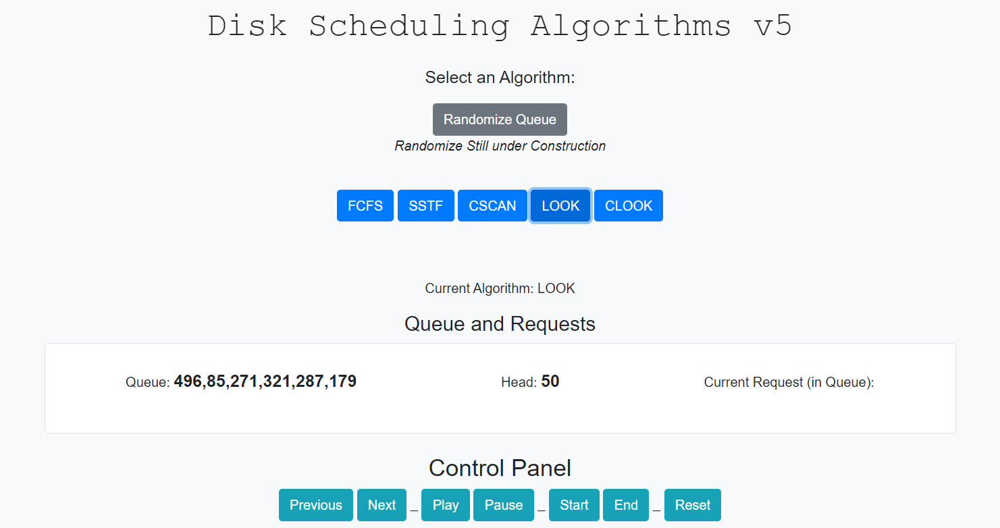 Disk Scheduling Algorithms v5
Select an Algorithm:
Randomize Queue
Randomize Still under Construction
FCFS SSTF CSCAN LOOK CLOOK
Current Algorithm: LOOK
Queue and Requests
Queue: 496,85,271,321,287,179 Head: 50 Current Request (in Queue):
Control Panel
Previous Next _ Play Pause _ Start End _ Reset